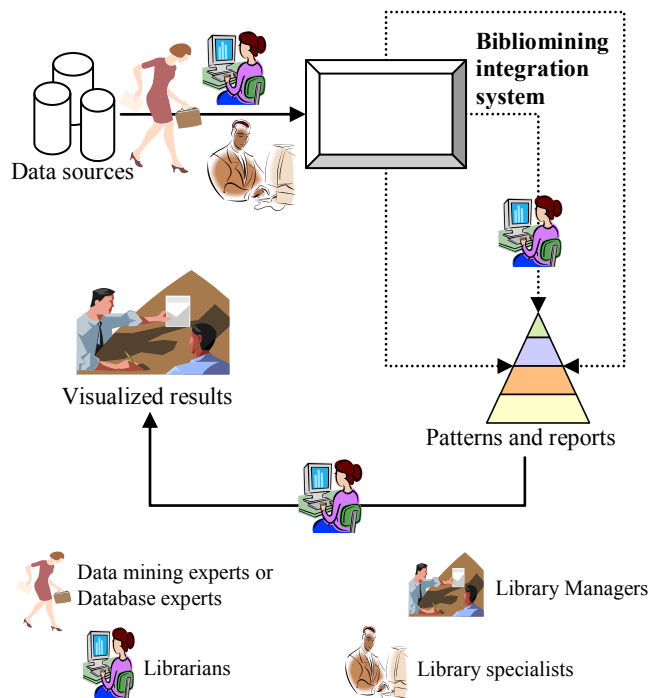 Bibliomining
integration
system
Data sources
Visualized results
Patterns and reports
Data mining experts or
Database experts
Library Managers
Librarians
Library specialists